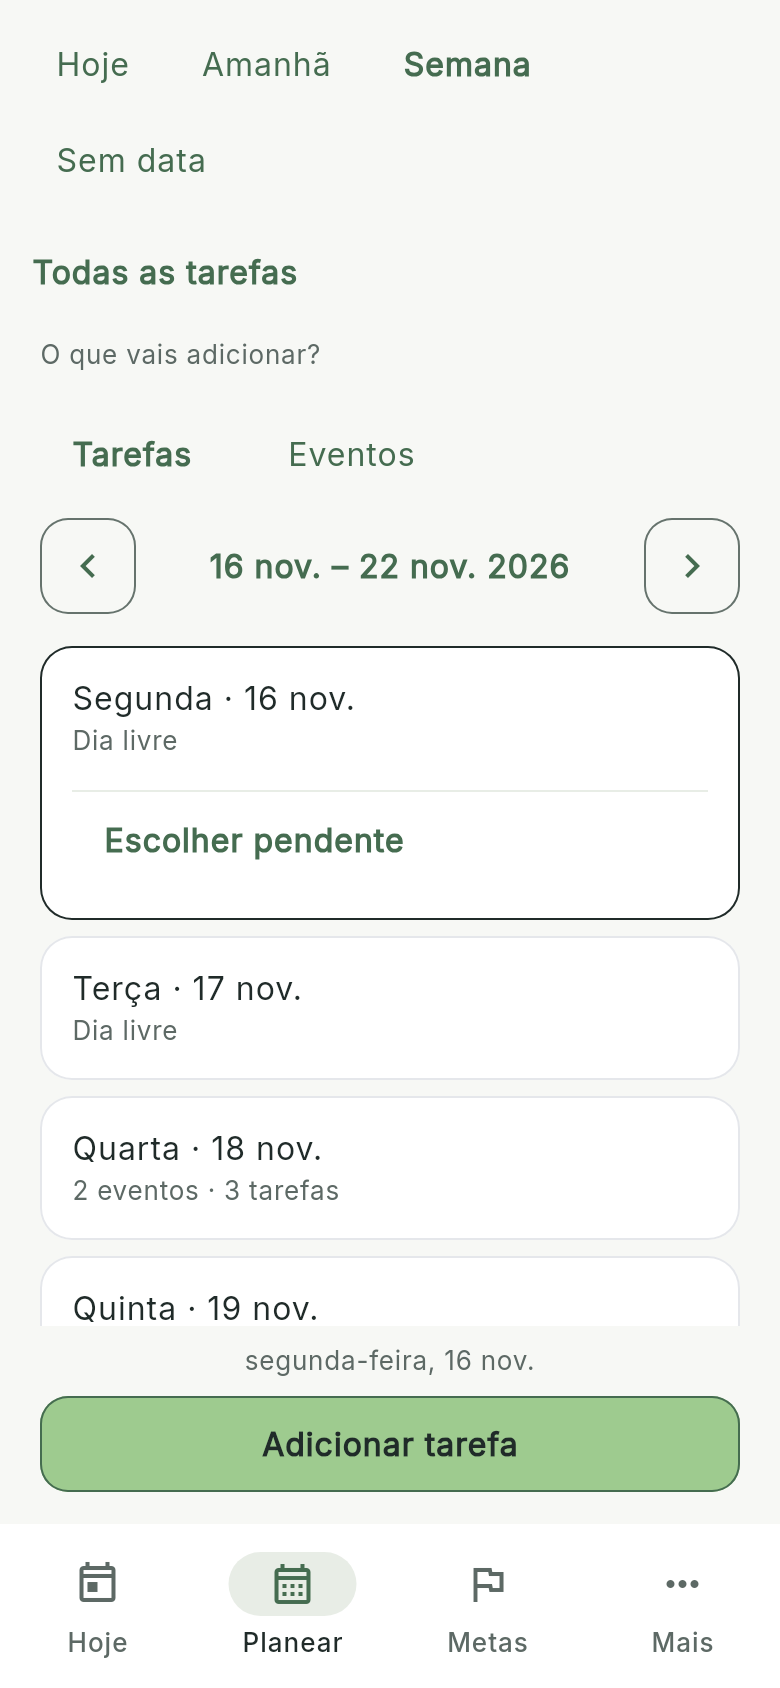 Hoje Amanhã Semana
Sem data
Todas as tarefas
O que vais adicionar?
Tarefas Eventos
16 nov. – 22 nov. 2026
Segunda · 16 nov.
Dia livre
Escolher pendente
Terça · 17 nov.
Dia livre
Quarta · 18 nov.
2 eventos · 3 tarefas
Quinta · 19 nov.
segunda-feira, 16 nov.
Adicionar tarefa
Hoje Planear Metas Mais